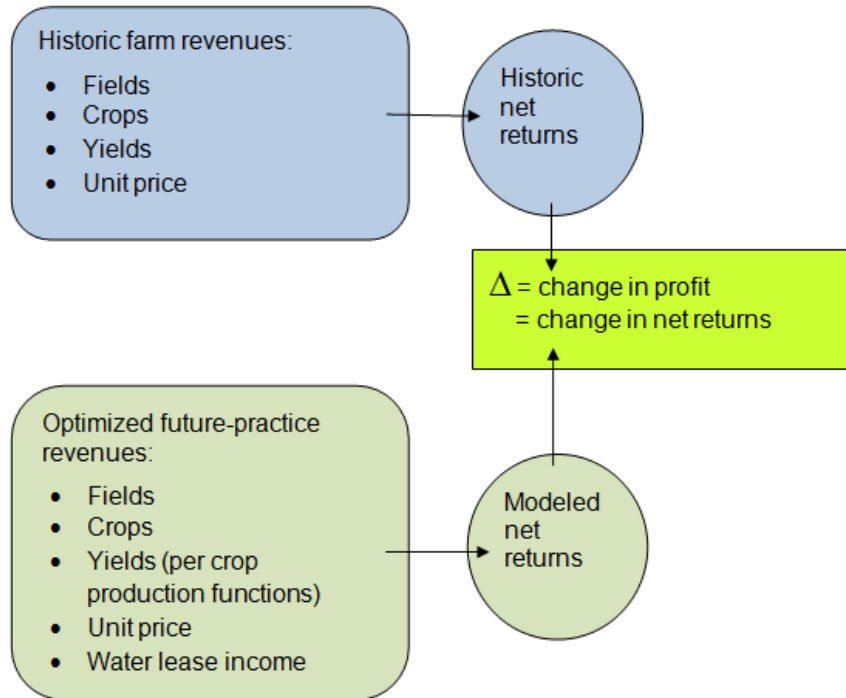 Historic farm revenues:
• Fields
• Crops
• Yields
• Unit price
Historic
net
returns
Δ = change in profit
= change in net returns
Optimized future-practice
revenues:
• Fields
• Crops
• Yields (per crop
production functions)
• Unit price
• Water lease income
Modeled
net
returns